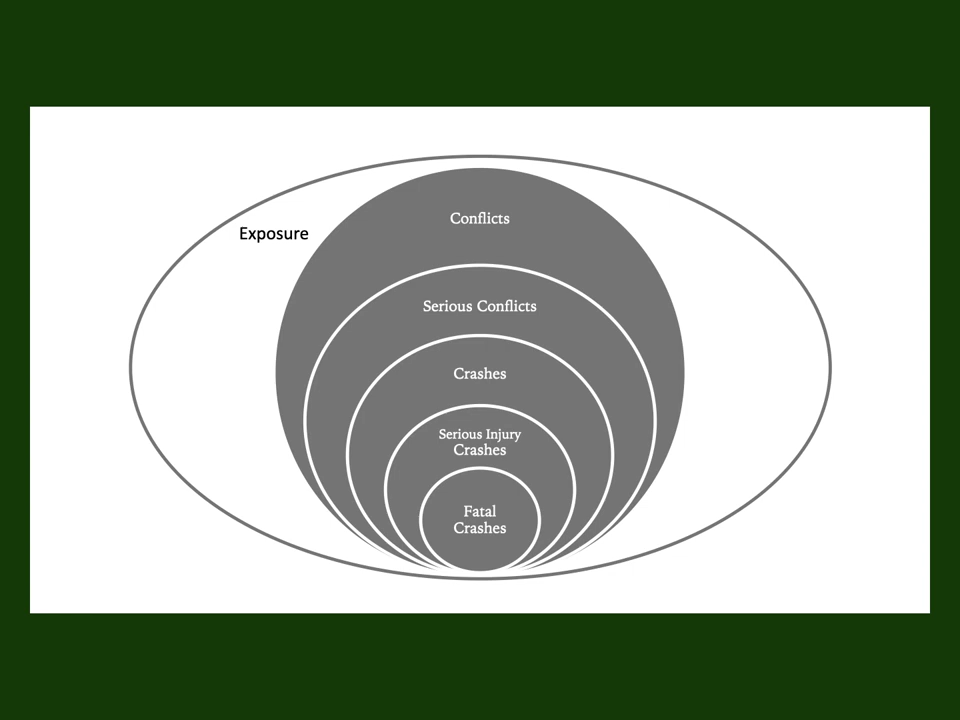 Conflicts
Exposure
Serious Conflicts
Crashes
Serious Injury
Crashes
Fatal
Crashes